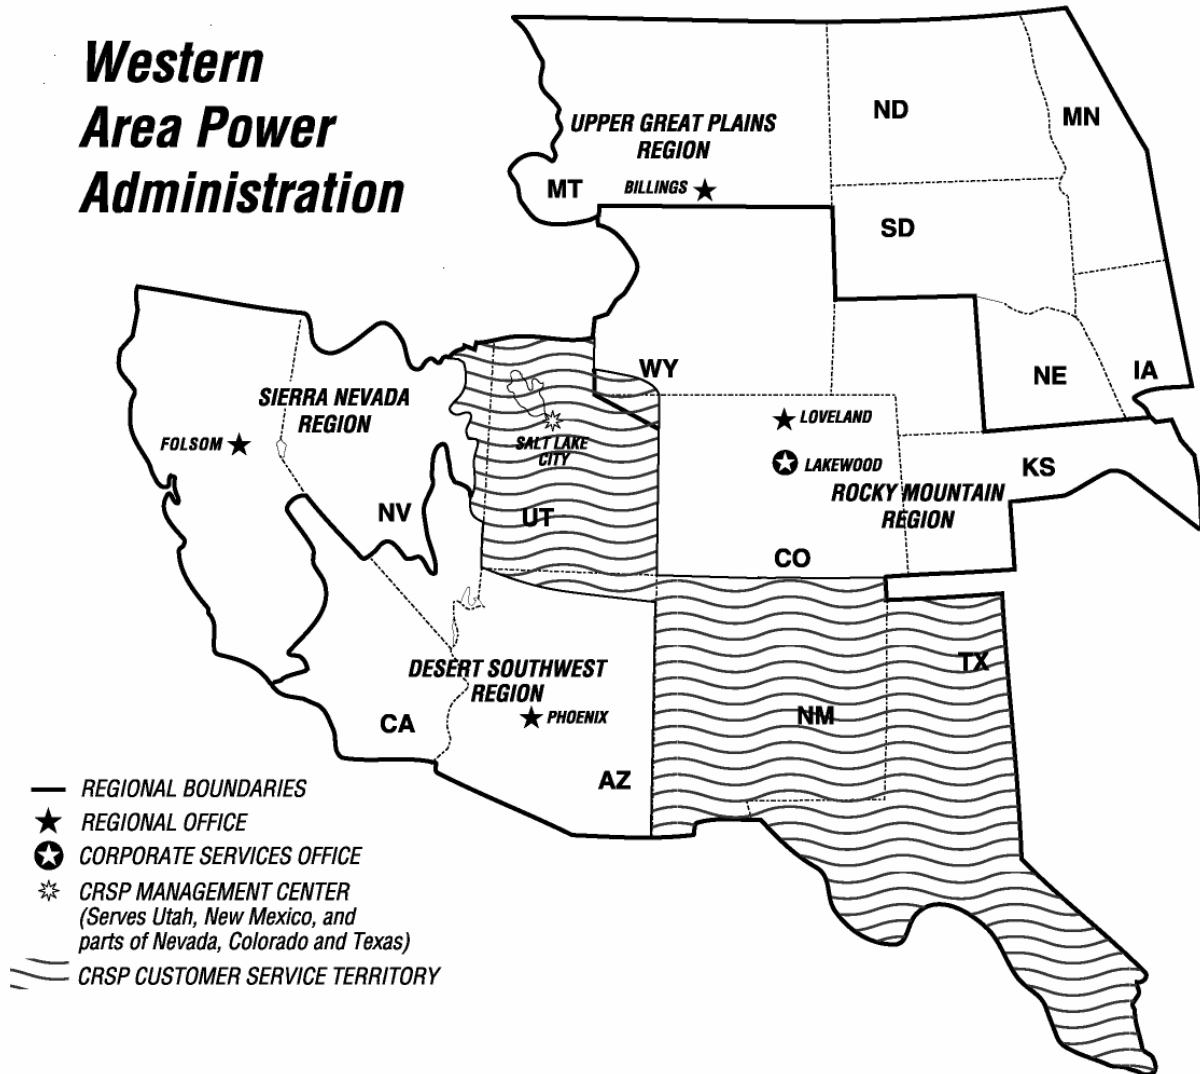 Western
Area Power
Administration
UPPER GREAT PLAINS
REGION
ND
MN
MT
BILLINGS
SD
WY
NE
IA
SIERRA NEVADA
REGION
FOLSOM
SALT LAKE
CITY
LOVELAND
LAKEWOOD
KS
ROCKY MOUNTAIN
REGION
NV
UT
CO
DESERT SOUTHWEST
REGION
PHOENIX
TX
NM
CA
AZ
REGIONAL BOUNDARIES
REGIONAL OFFICE
CORPORATE SERVICES OFFICE
CRSP MANAGEMENT CENTER
(Serves Utah, New Mexico, and
parts of Nevada, Colorado and Texas)
CRSP CUSTOMER SERVICE TERRITORY